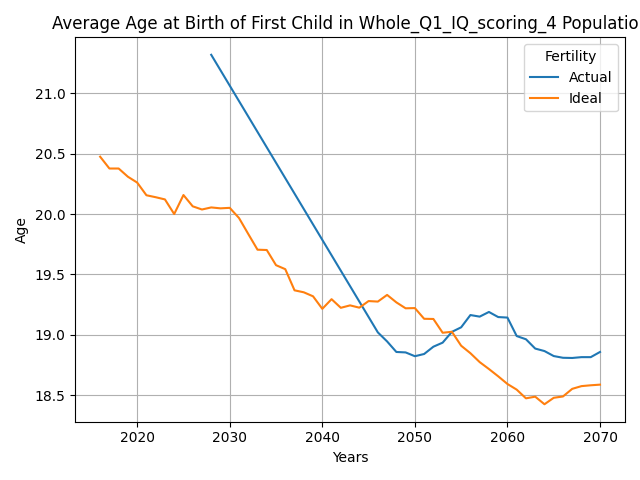 Average Age at Birth of First Child in Whole_Q1_IQ_scoring_4 Populatio
Fertility
Actual
Ideal
21.0
20.5
20.0
19.5
19.0
18.5
Age
2020 2030 2040 2050 2060 2070
Years